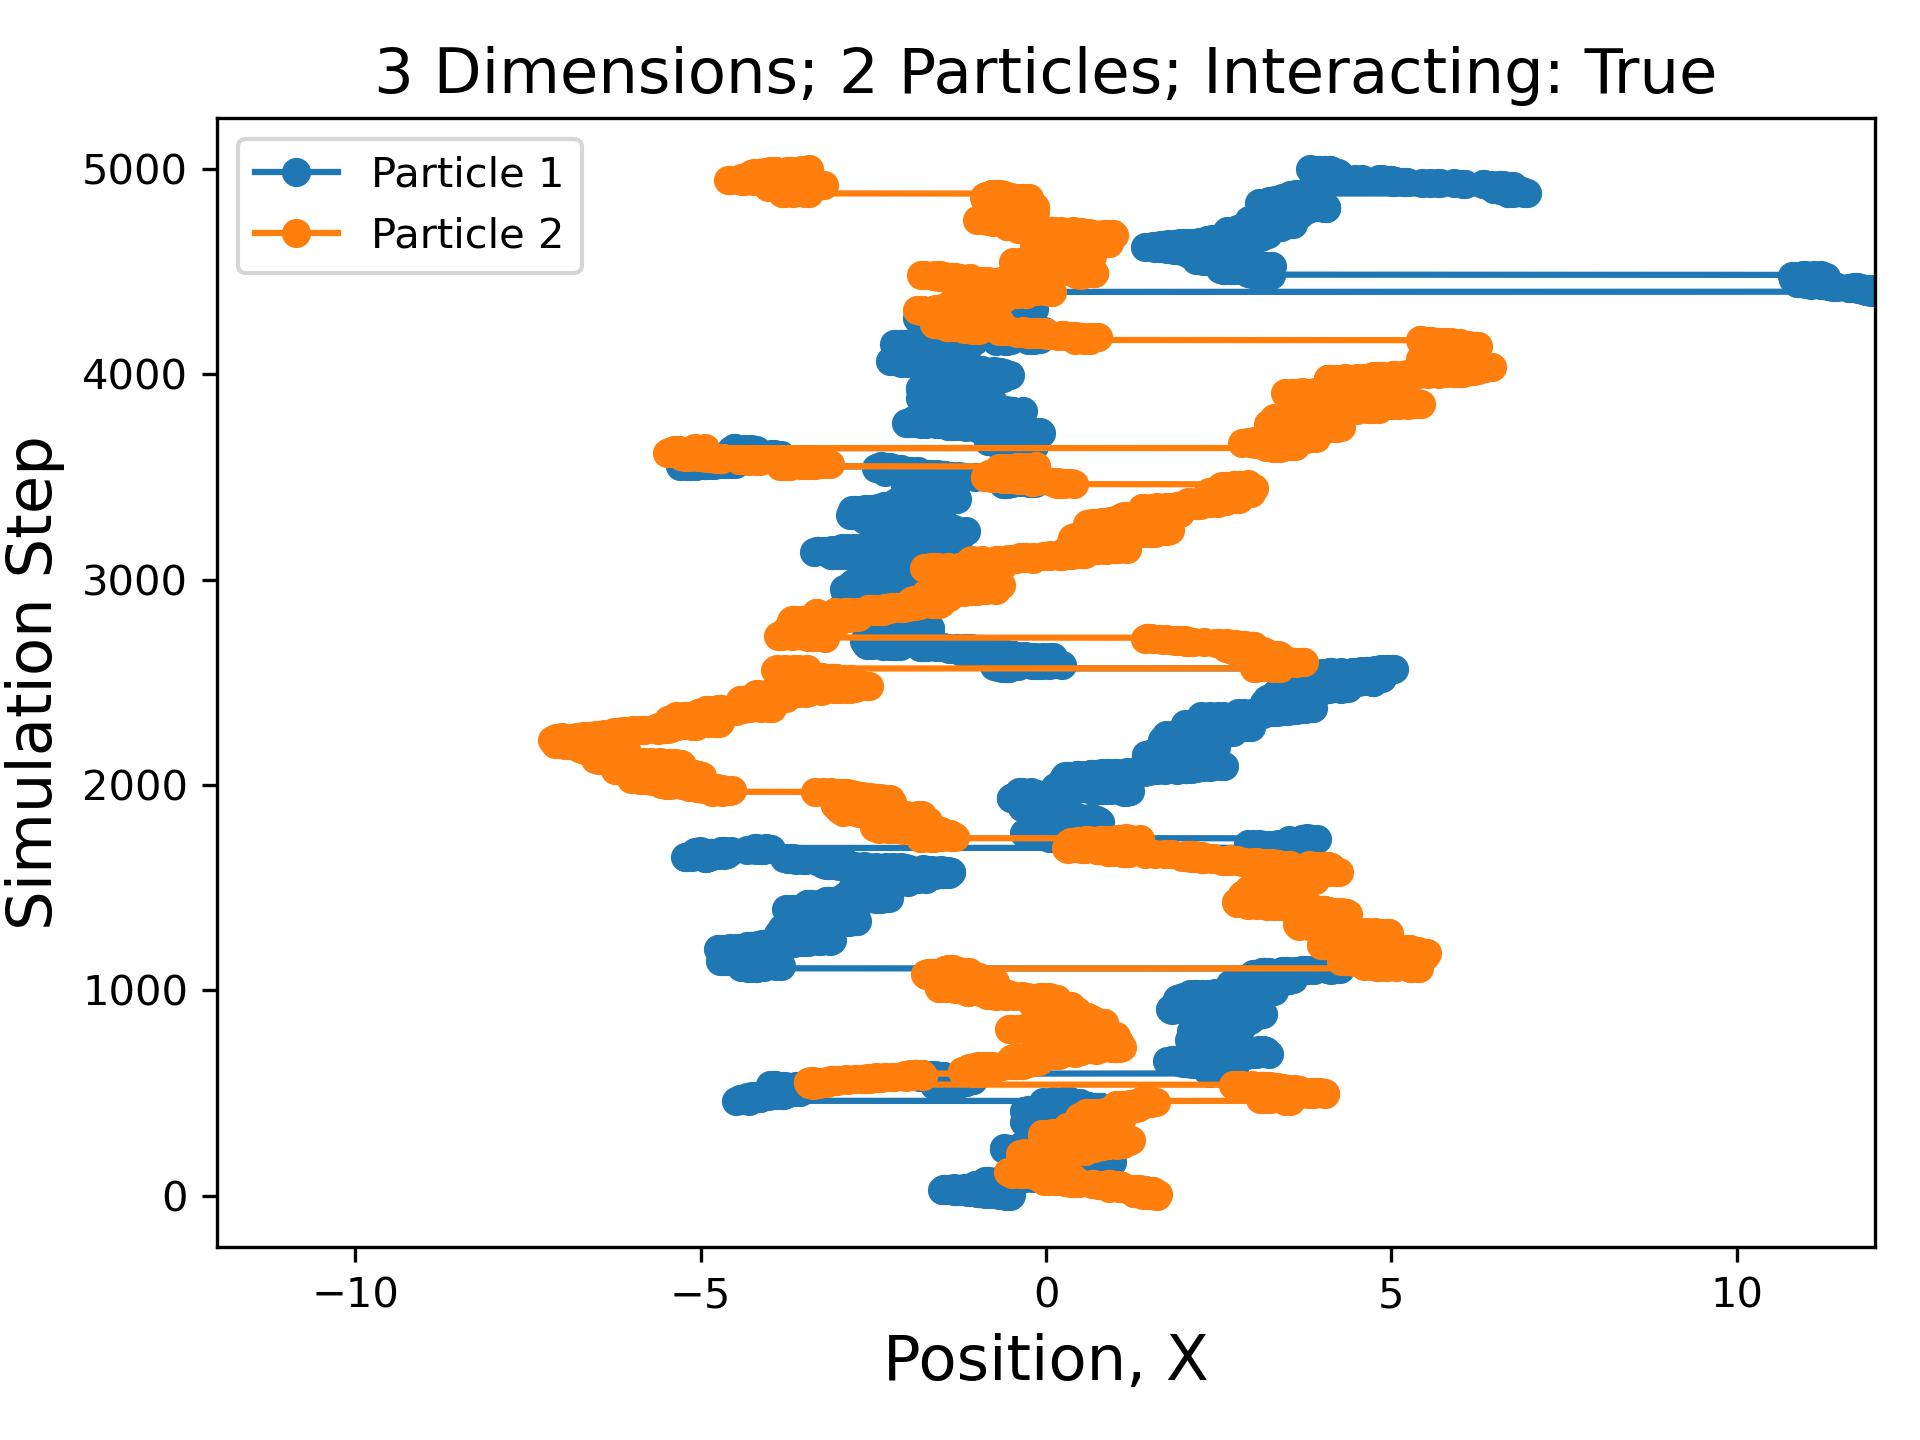 3 Dimensions; 2 Particles; Interacting: True
Particle 1
Particle 2
5000
4000
3000
2000
1000
0
Simulation Step
−10
−5
0
5
10
Position, X